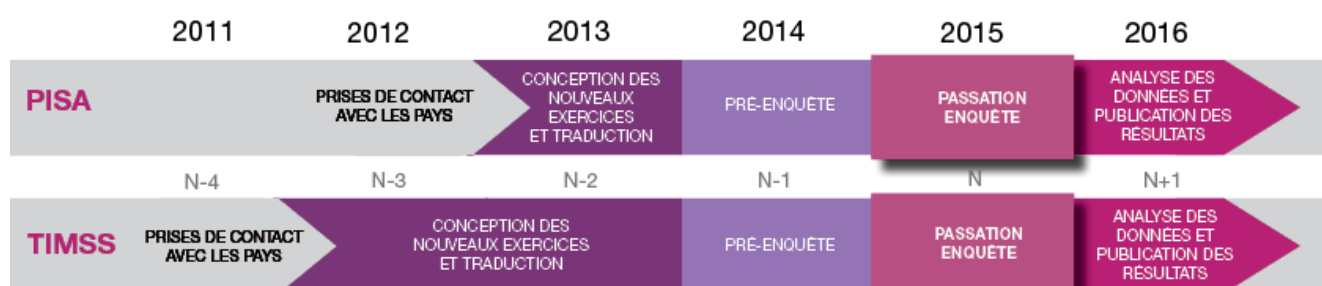 2011 2012 2013 2014 2015 2016
PISA
PRISES DE CONTACT
AVEC LES PAYS
CONCEPTION DES
NOUVEAUX
EXERCICES
ET TRADUCTION
PRÉ-ENQUÊTE
PASSATION
ENQUÊTE
ANALYSE DES
DONNÉES ET
PUBLICATION DES
RÉSULTATS
N-4 N-3 N-2 N-1 N N+1
TIMSS
PRISES DE CONTACT
AVEC LES PAYS
CONCEPTION DES
NOUVEAUX EXERCICES
ET TRADUCTION
PRÉ-ENQUÊTE
PASSATION
ENQUÊTE
ANALYSE DES
DONNÉES ET
PUBLICATION DES
RÉSULTATS